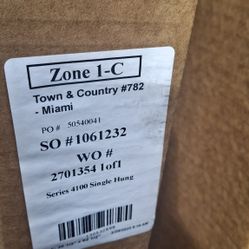 Zone 1-C
Town & Country #782
- Miami
PO # 50540041
SO # 1061232
WO #
2701354 1of1
Series 4100 Single Hung